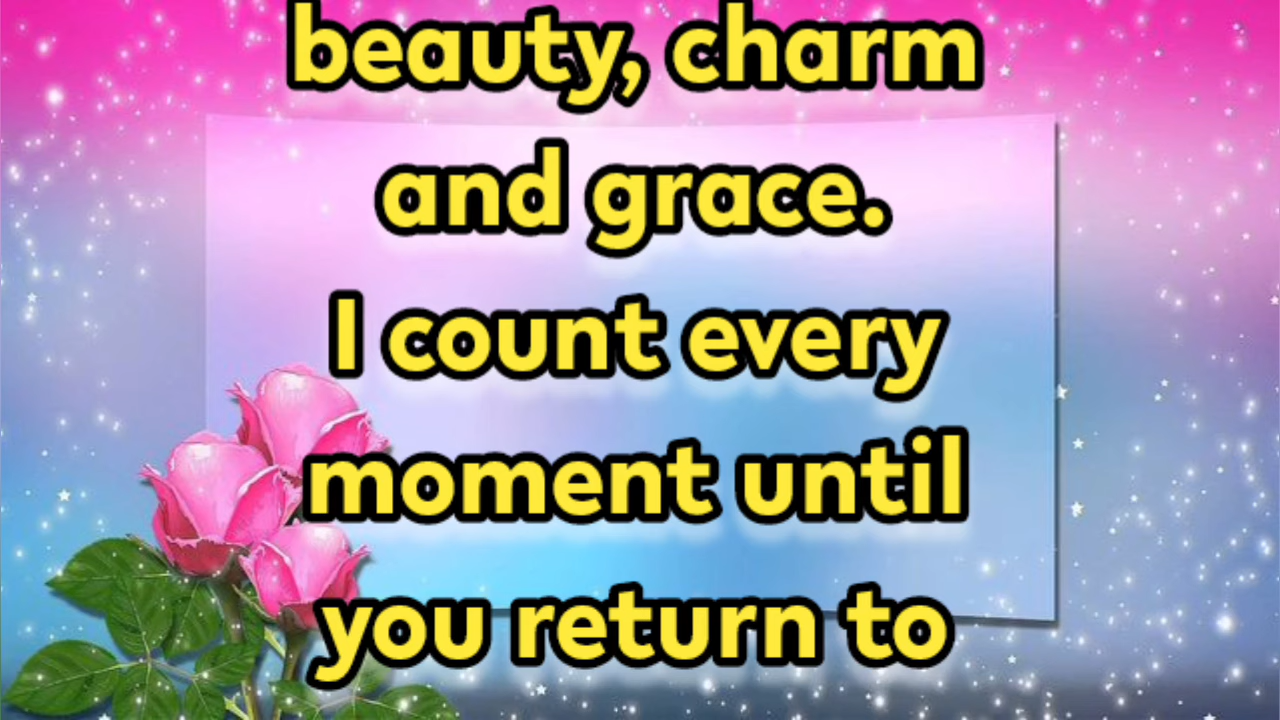 beauty, charm
and grace.
I count every
moment until
you return to